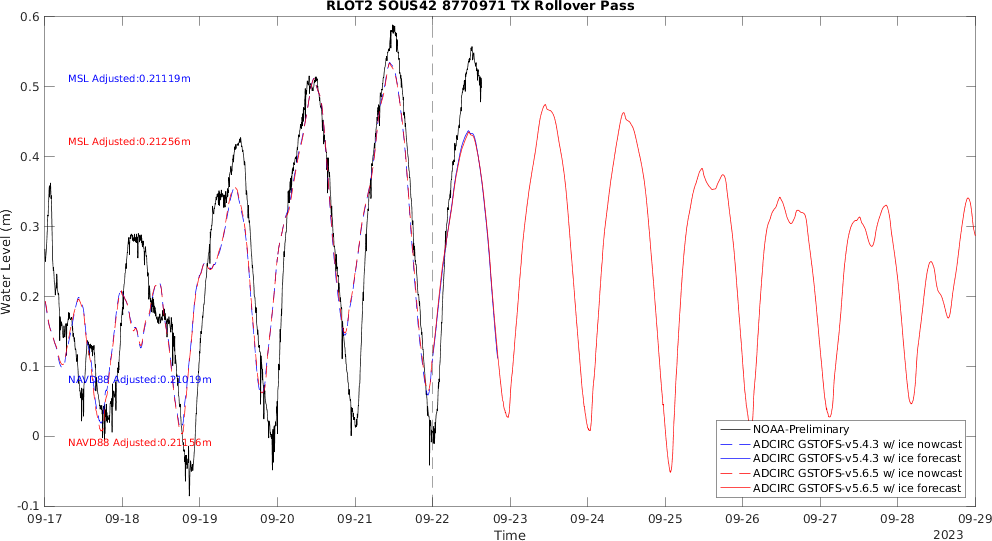 RLOT2 SOUS42 8770971 TX Rollover Pass
0.6
0.5
0.4
0.3
0.2
0.1
0
-0.1
Water Level (m)
MSL Adjusted:0.21119m
MSL Adjusted:0.21256m
NAVD88 Adjusted:0.21019m
NAVD88 Adjusted:0.21156m
NOAA-Preliminary
ADCIRC GSTOFS-v5.4.3 w/ ice nowcast
ADCIRC GSTOFS-v5.4.3 w/ ice forecast
ADCIRC GSTOFS-v5.6.5 w/ ice nowcast
ADCIRC GSTOFS-v5.6.5 w/ ice forecast
09-17 09-18 09-19 09-20 09-21 09-22 09-23 09-24 09-25 09-26 09-27 09-28 09-29
Time
2023